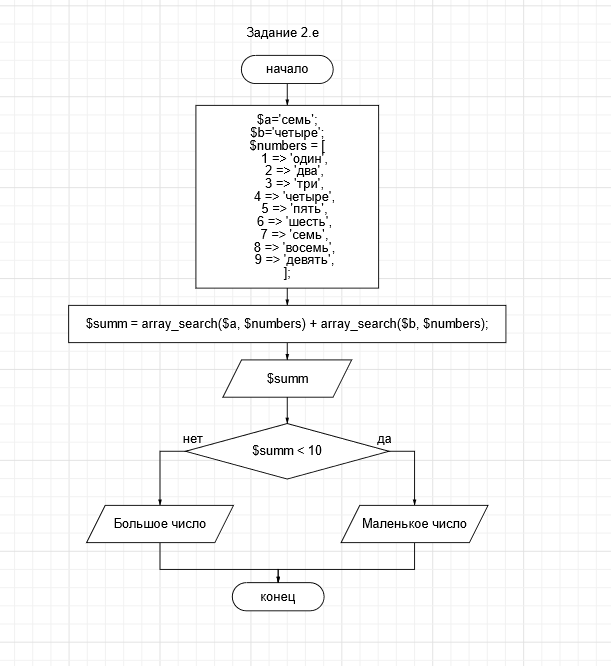 Задание 2.е
начало
$a='семь';
$b='четыре';
$numbers = [
1 => 'один',
2 => 'два',
3 => 'три',
4 => 'четыре',
5 => 'пять',
6 => 'шесть',
7 => 'семь',
8 => 'восемь',
9 => 'девять',
];
$summ = array_search($a, $numbers) + array_search($b, $numbers);
$summ
нет
да
$summ < 10
Большое число
Маленькое число
конец